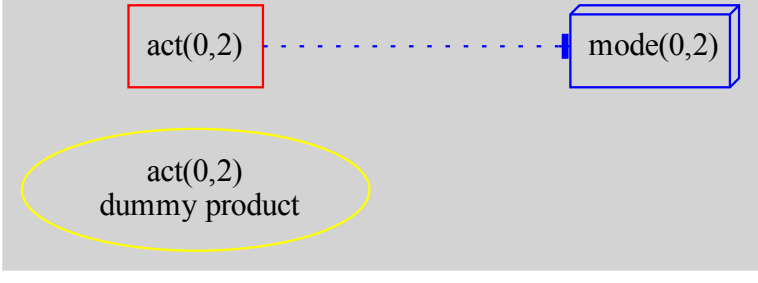 act(0,2)
mode(0,2)
act(0,2)
dummy product